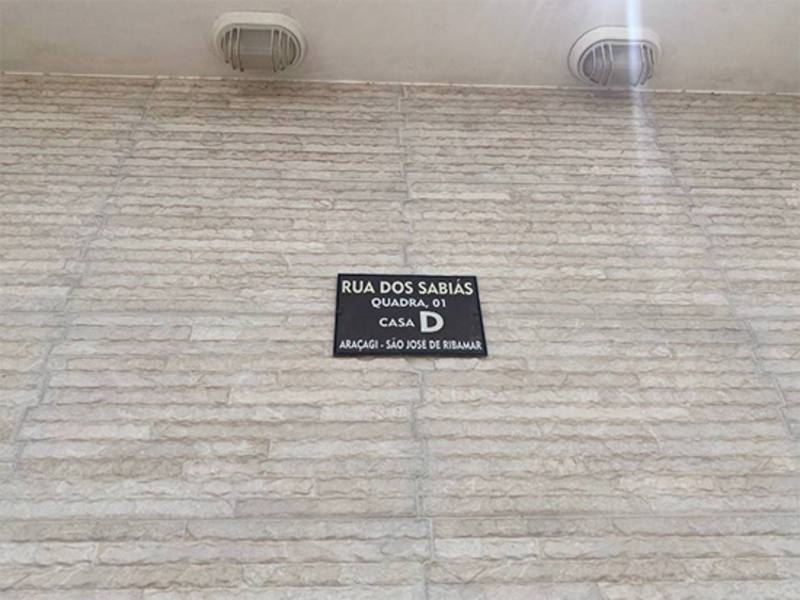 RUA DOS SABIÁS
QUADRA, 01
CASA D
ARAÇAGI - SÃO JOSÉ DE RIBAMAR